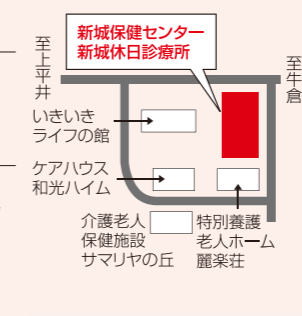 新城保健センター
新城休日診療所
至上平井
至牛倉
いきいき
ライフの館
ケアハウス
和光ハイム
介護老人
保健施設
サマリヤの丘
特別養護
老人ホーム
麗楽荘